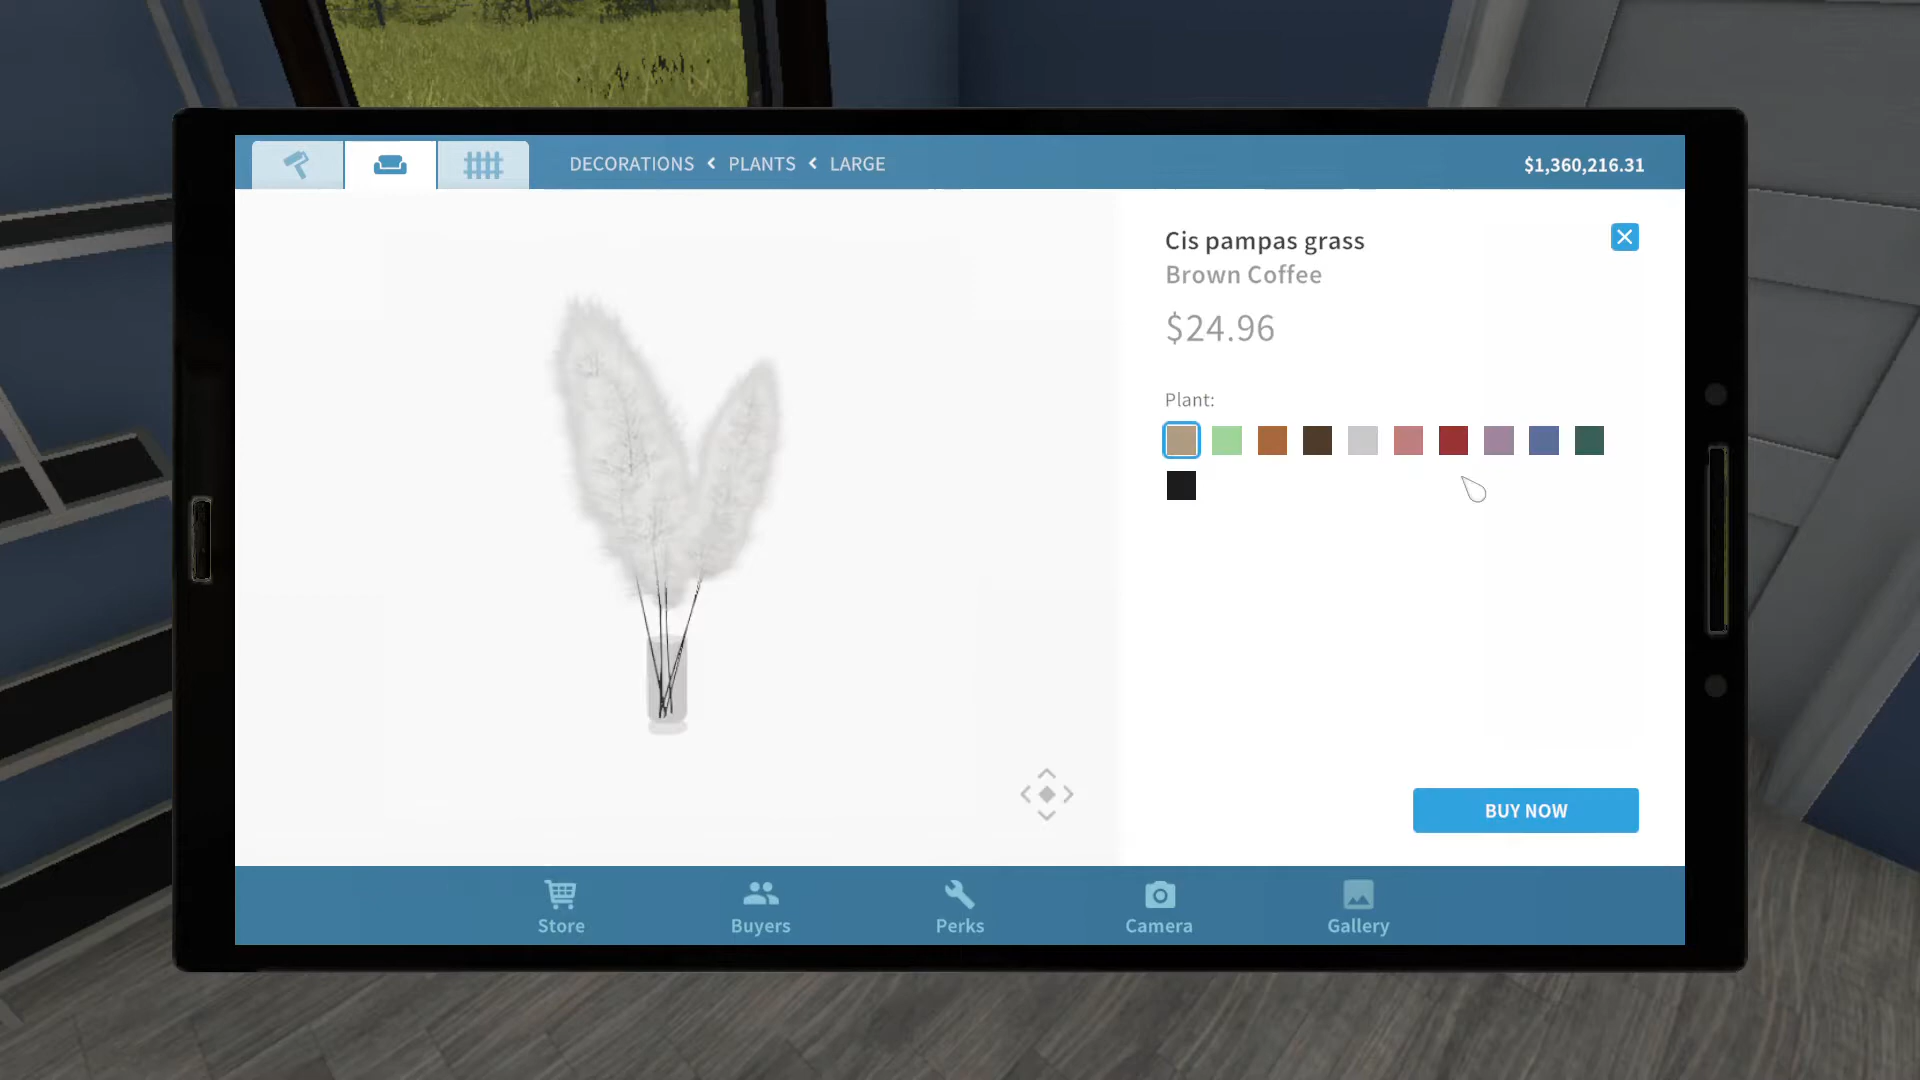 DECORATIONS < PLANTS < LARGE
$1,360,216.31
Cis pampas grass
Brown Coffee
$24.96
Plant:
BUY NOW
Store
Buyers
Perks
Camera
Gallery